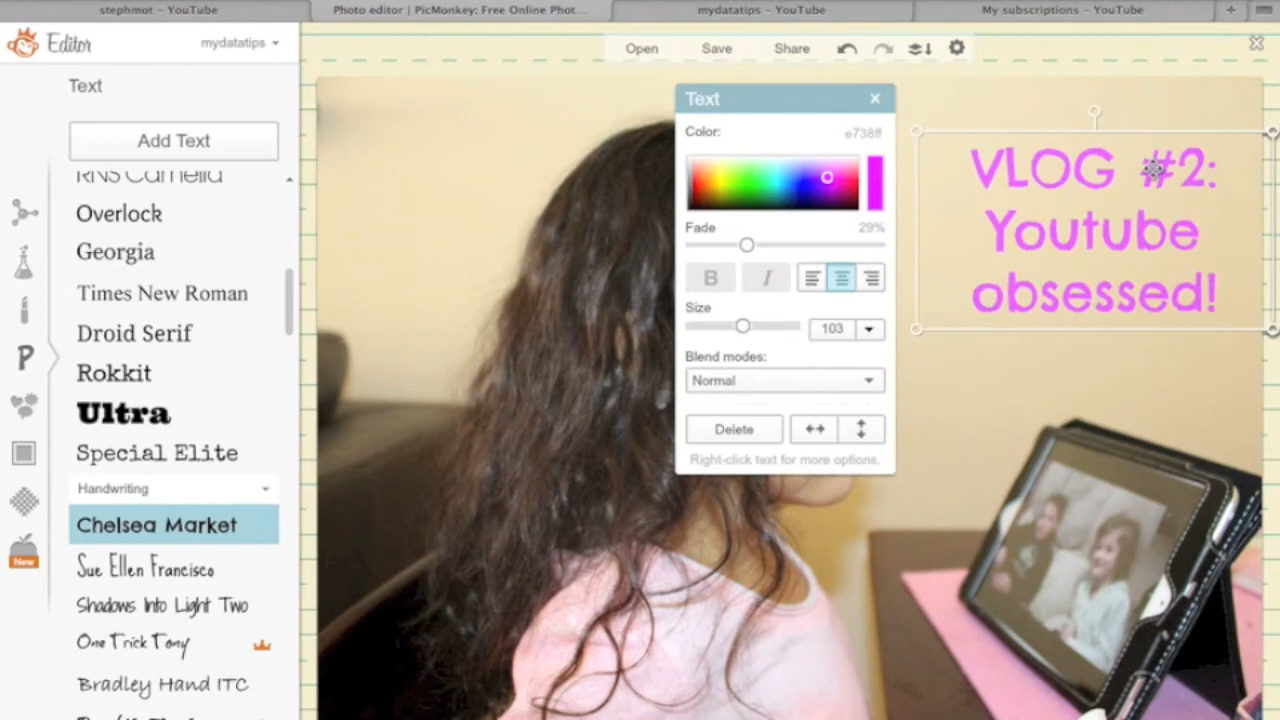 stephmot – YouTube
Photo editor | PicMonkey: Free Online Phot...
mydatatips – YouTube
My subscriptions – YouTube
Editor
mydatatips
Open
Save
Share
Text
Add Text
RNS Camelia
Overlock
Georgia
Times New Roman
Droid Serif
Rokkit
Ultra
Special Elite
Handwriting
Chelsea Market
Sue Ellen Francisco
Shadows Into Light Two
One Trick Tony
Bradley Hand ITC
New
Text
Color:
e738ff
Fade
29%
B
I
Size
103
Blend modes:
Normal
Delete
Right-click text for more options.
VLOG #2:
Youtube
obsessed!